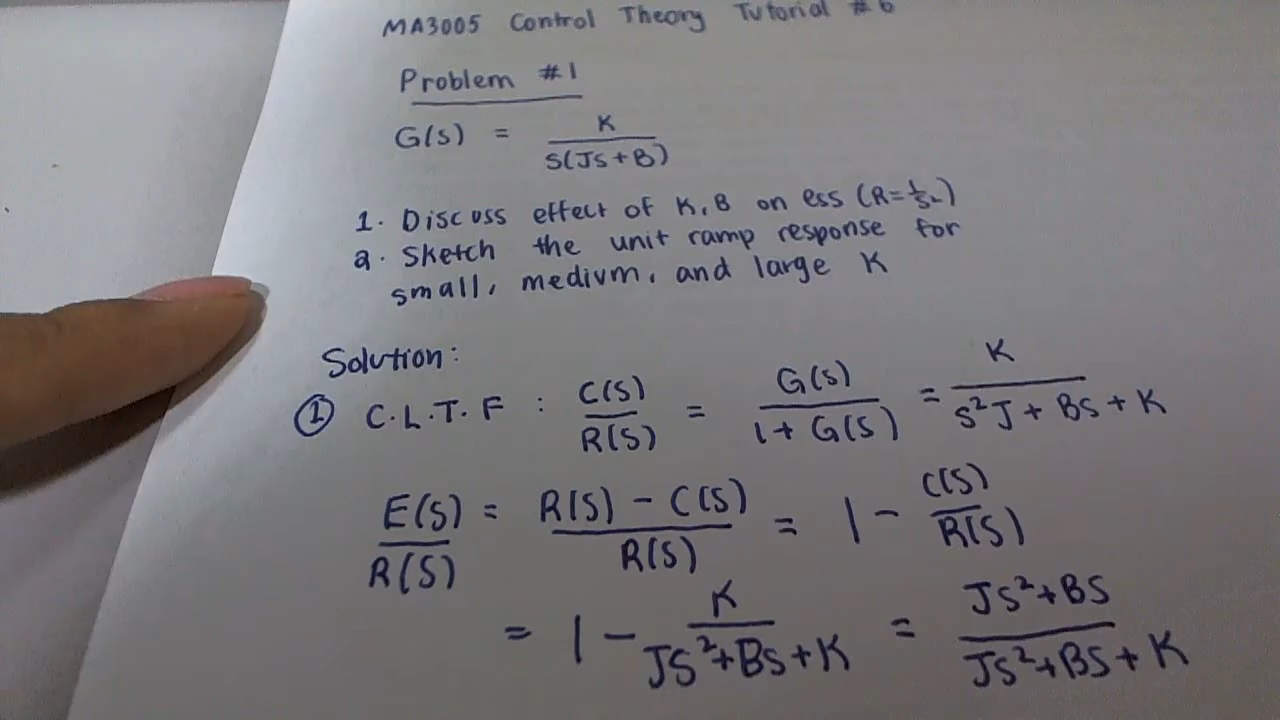 MA3005 Control Theory Tutorial #6
Problem #1
G(s) = K / S(JS+B)
1. Discuss effect of K, B on ess (R=1/s²)
2. Sketch the unit ramp response for
small, medium, and large K
Solution:
① C.L.T.F : C(S)/R(S) = G(S)/(1+G(S)) = K/(S²J+BS+K)
E(S)/R(S) = (R(S) - C(S))/R(S) = 1 - C(S)/R(S)
= 1 - K/(JS²+BS+K) = (JS²+BS)/(JS²+BS+K)